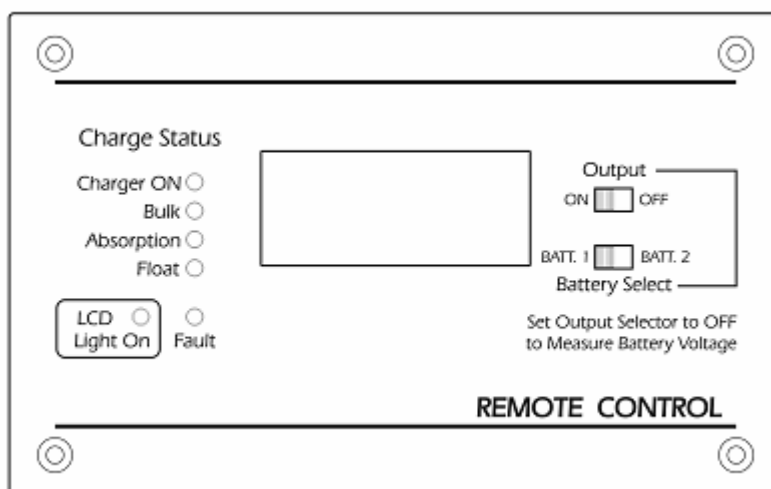 Charge Status
Charger ON
Bulk
Absorption
Float
LCD
Light On
Fault
Output
ON OFF
BATT. 1 BATT. 2
Battery Select
Set Output Selector to OFF
to Measure Battery Voltage
REMOTE CONTROL